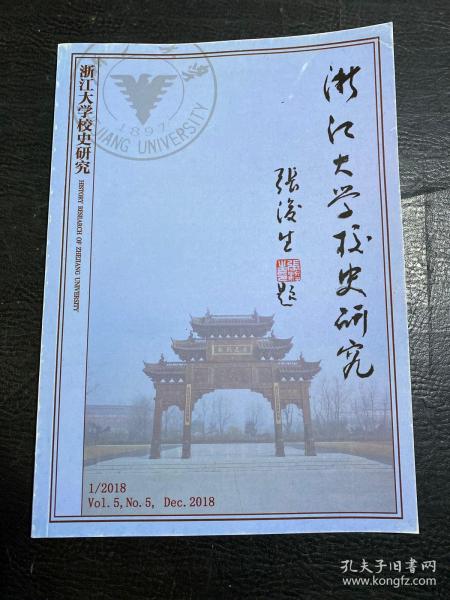 浙江大学校史研究
HISTORY RESEARCH OF ZHEJIANG UNIVERSITY
1897
JIANG UNIVERSITY
浙江大学校史研究
张浚生
题
1/2018
Vol.5,No.5, Dec.2018
孔夫子旧书网
www.kongfz.com